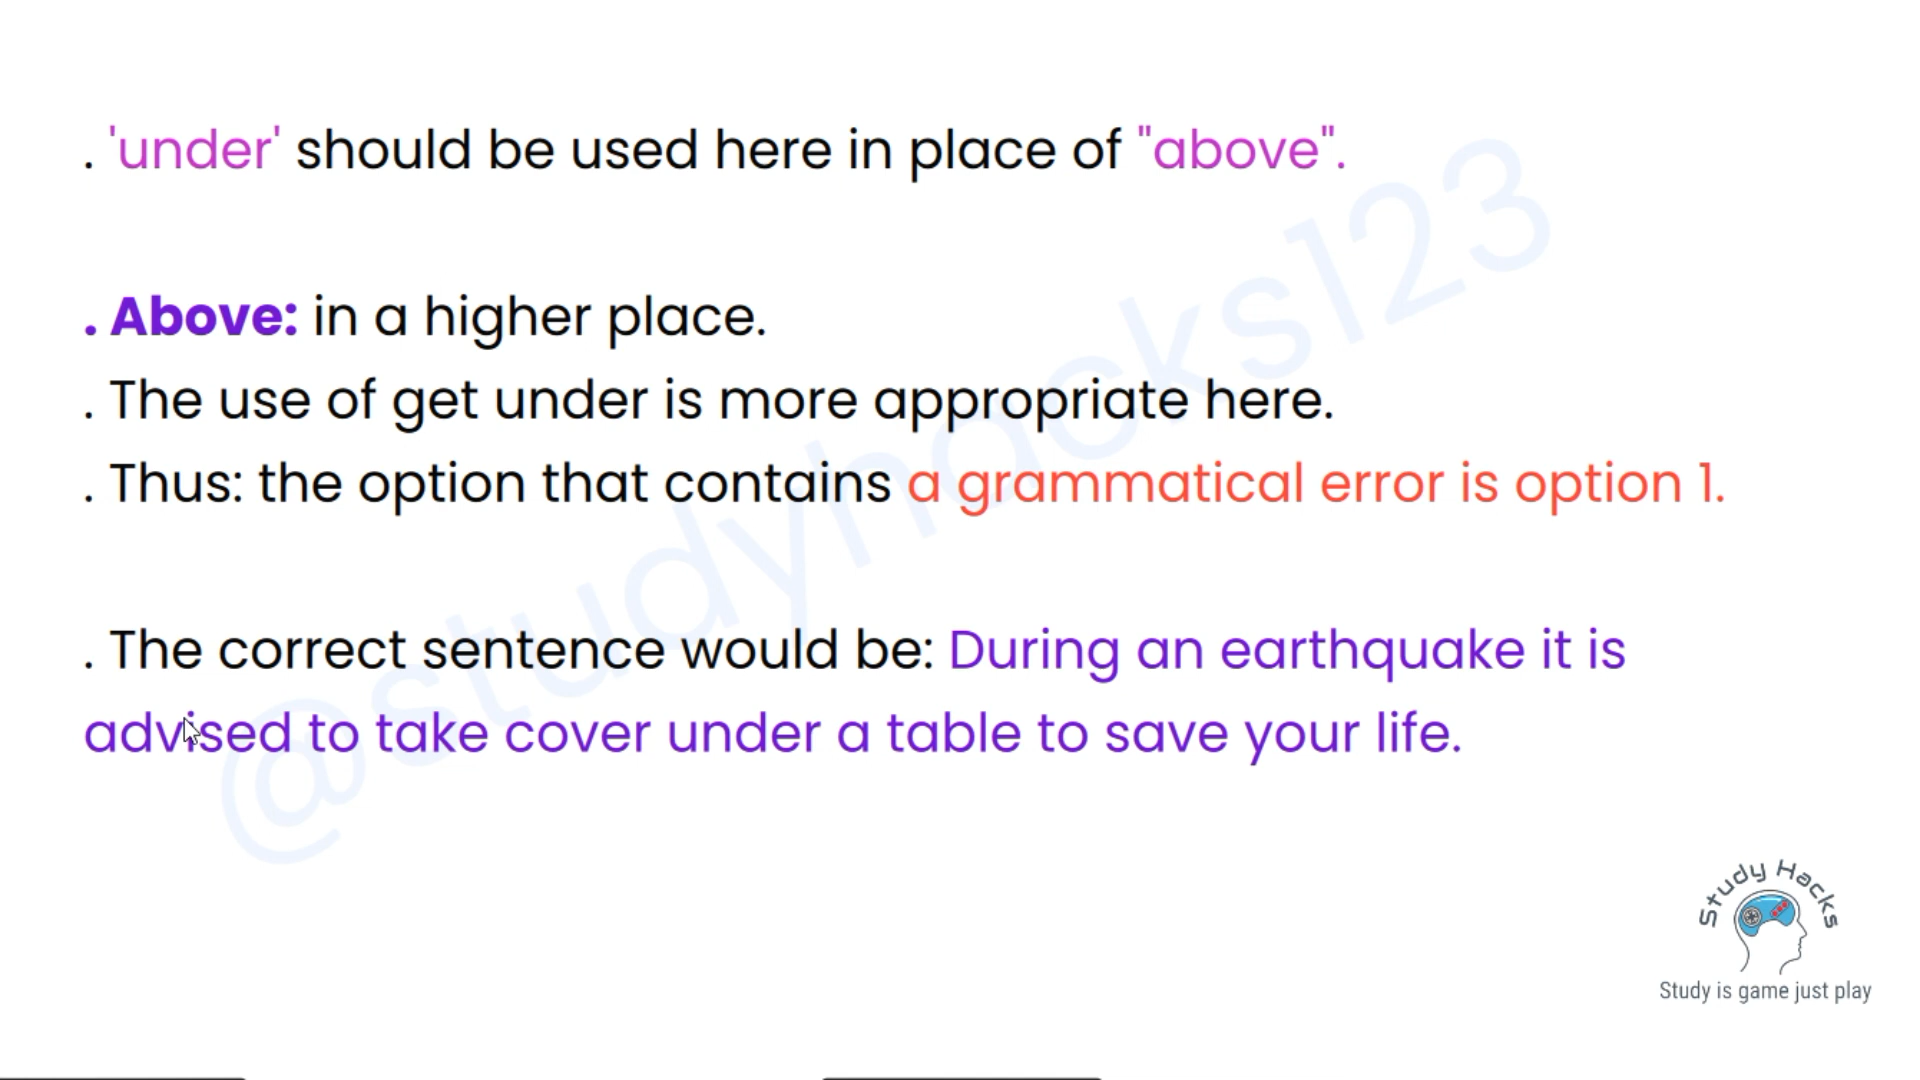 . 'under' should be used here in place of "above".
. Above: in a higher place.
. The use of get under is more appropriate here.
. Thus: the option that contains a grammatical error is option 1.
. The correct sentence would be: During an earthquake it is
advised to take cover under a table to save your life.
@studyhacks123
Study Hacks
Study is game just play